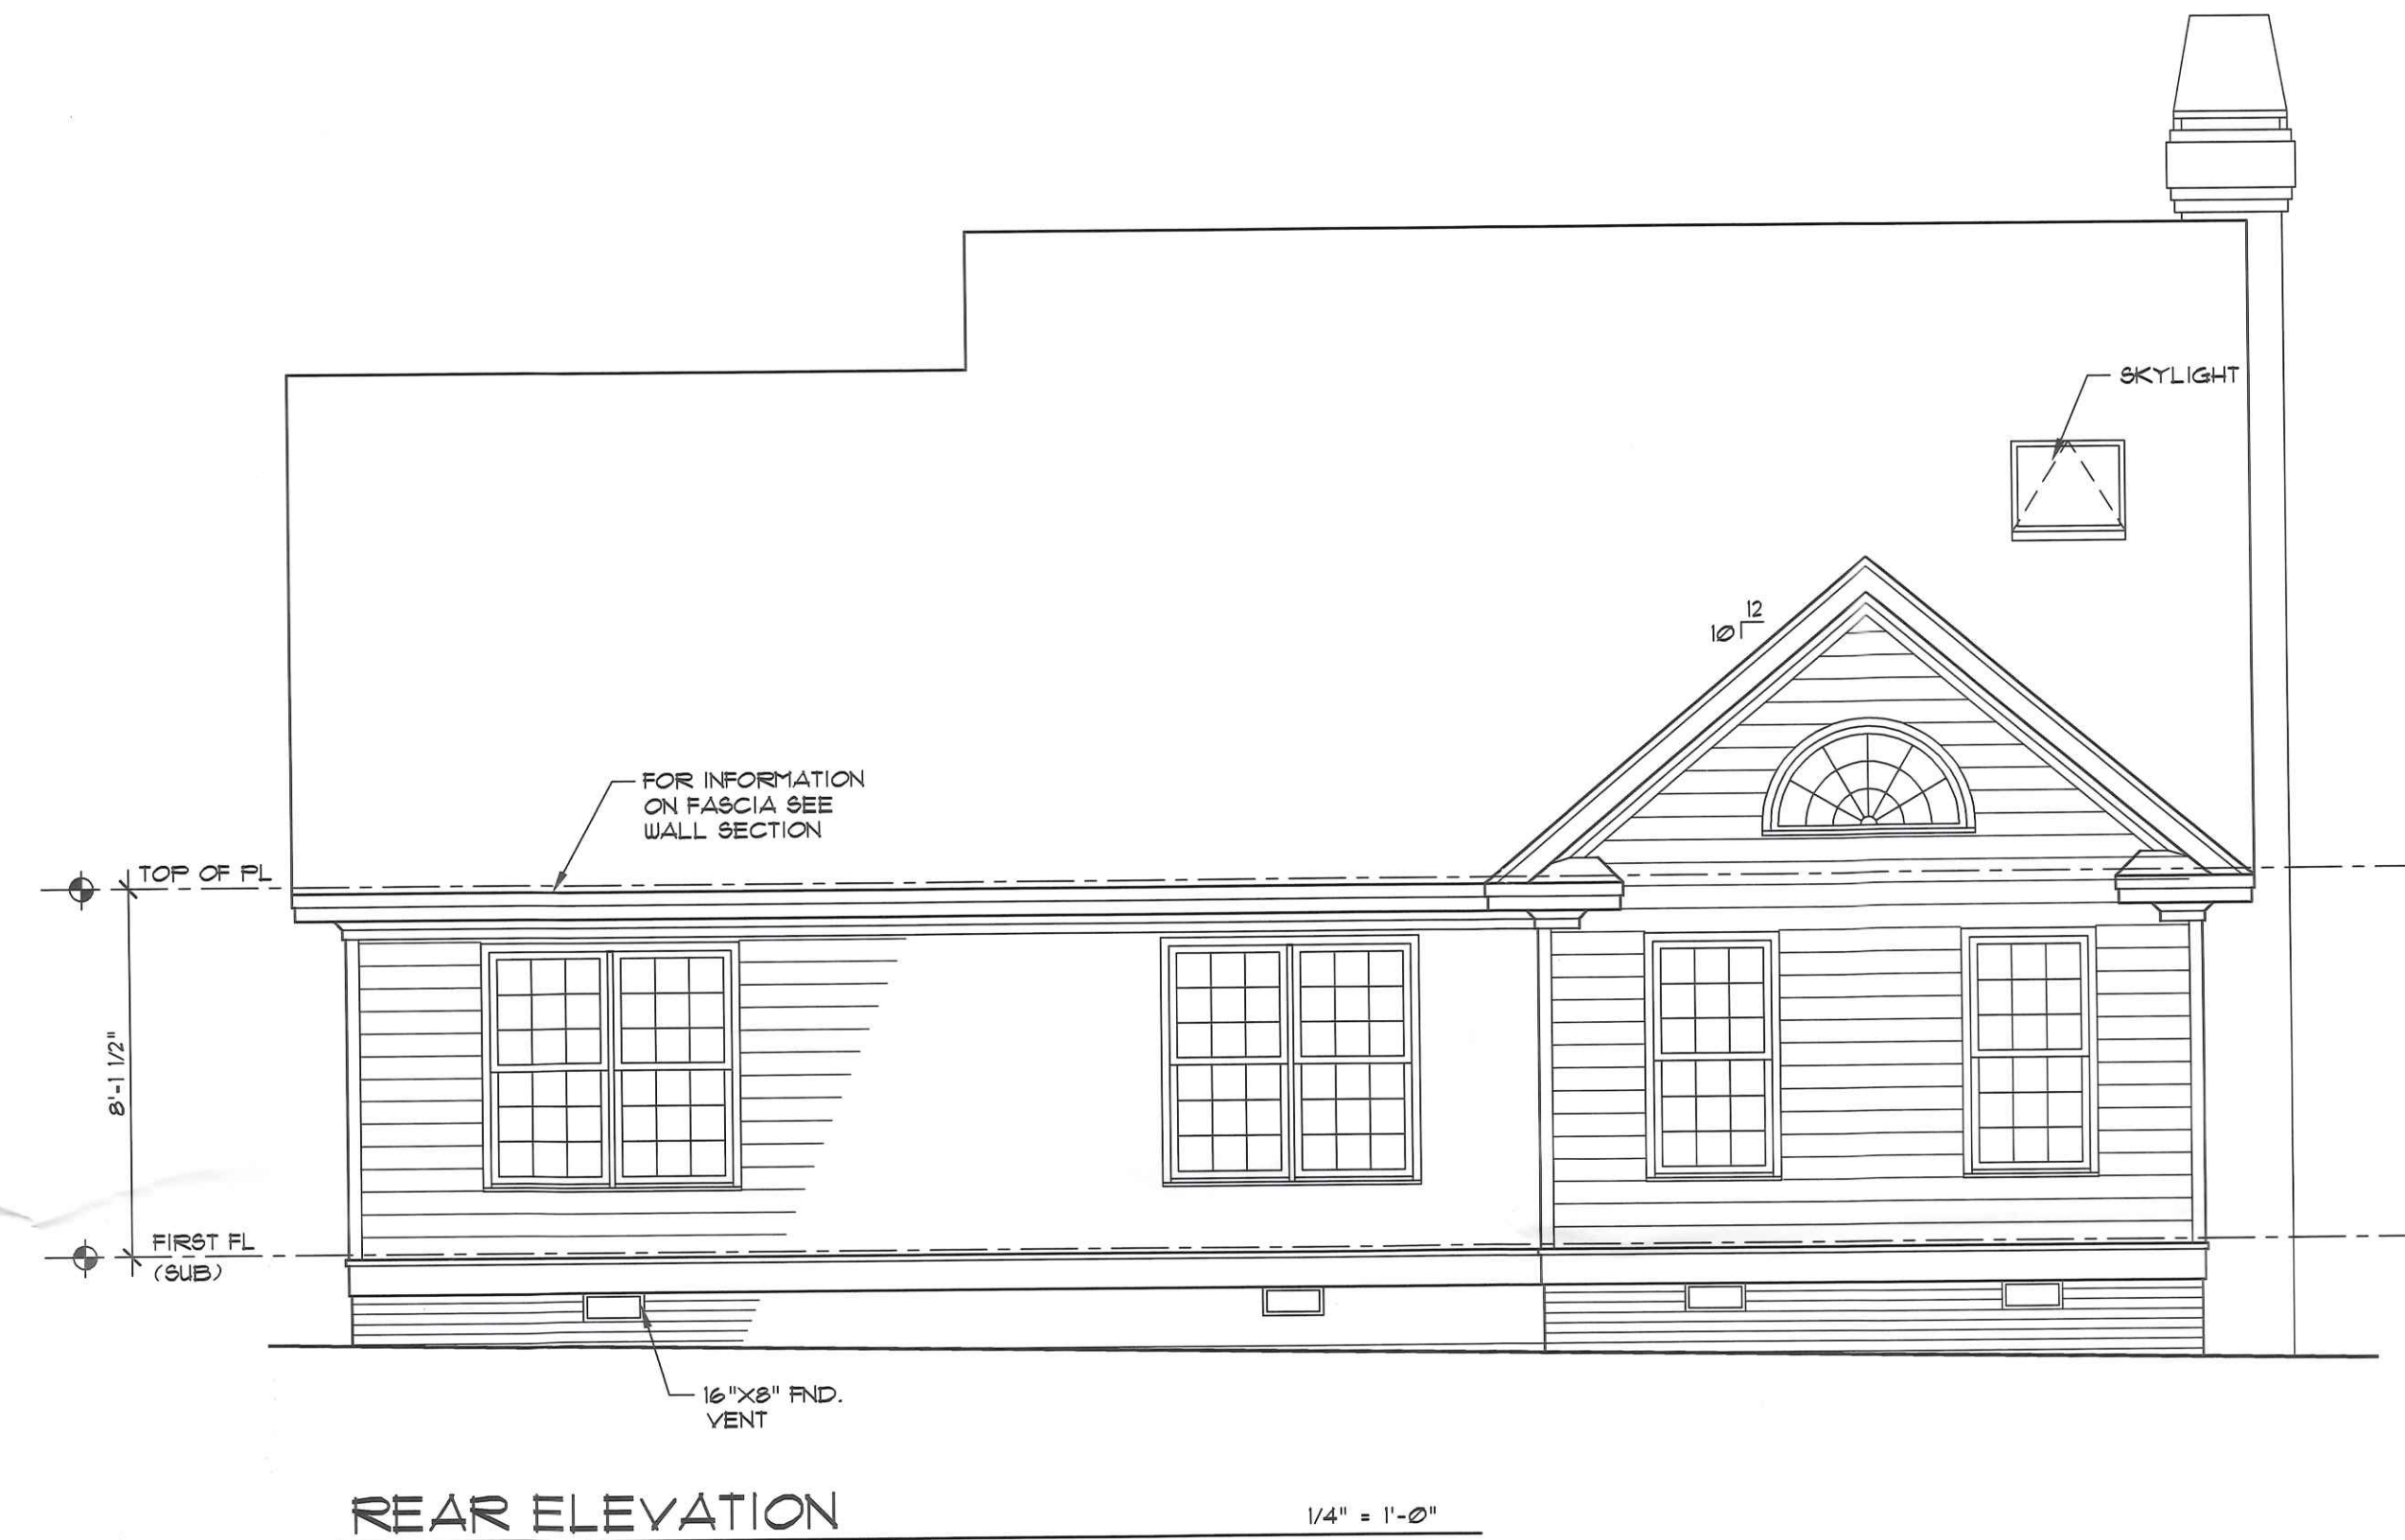 SKYLIGHT
12
10
FOR INFORMATION
ON FASCIA SEE
WALL SECTION
TOP OF PL
8'-1 1/2"
FIRST FL
(SUB)
16"X8" FND.
VENT
REAR ELEVATION
1/4" = 1'-0"